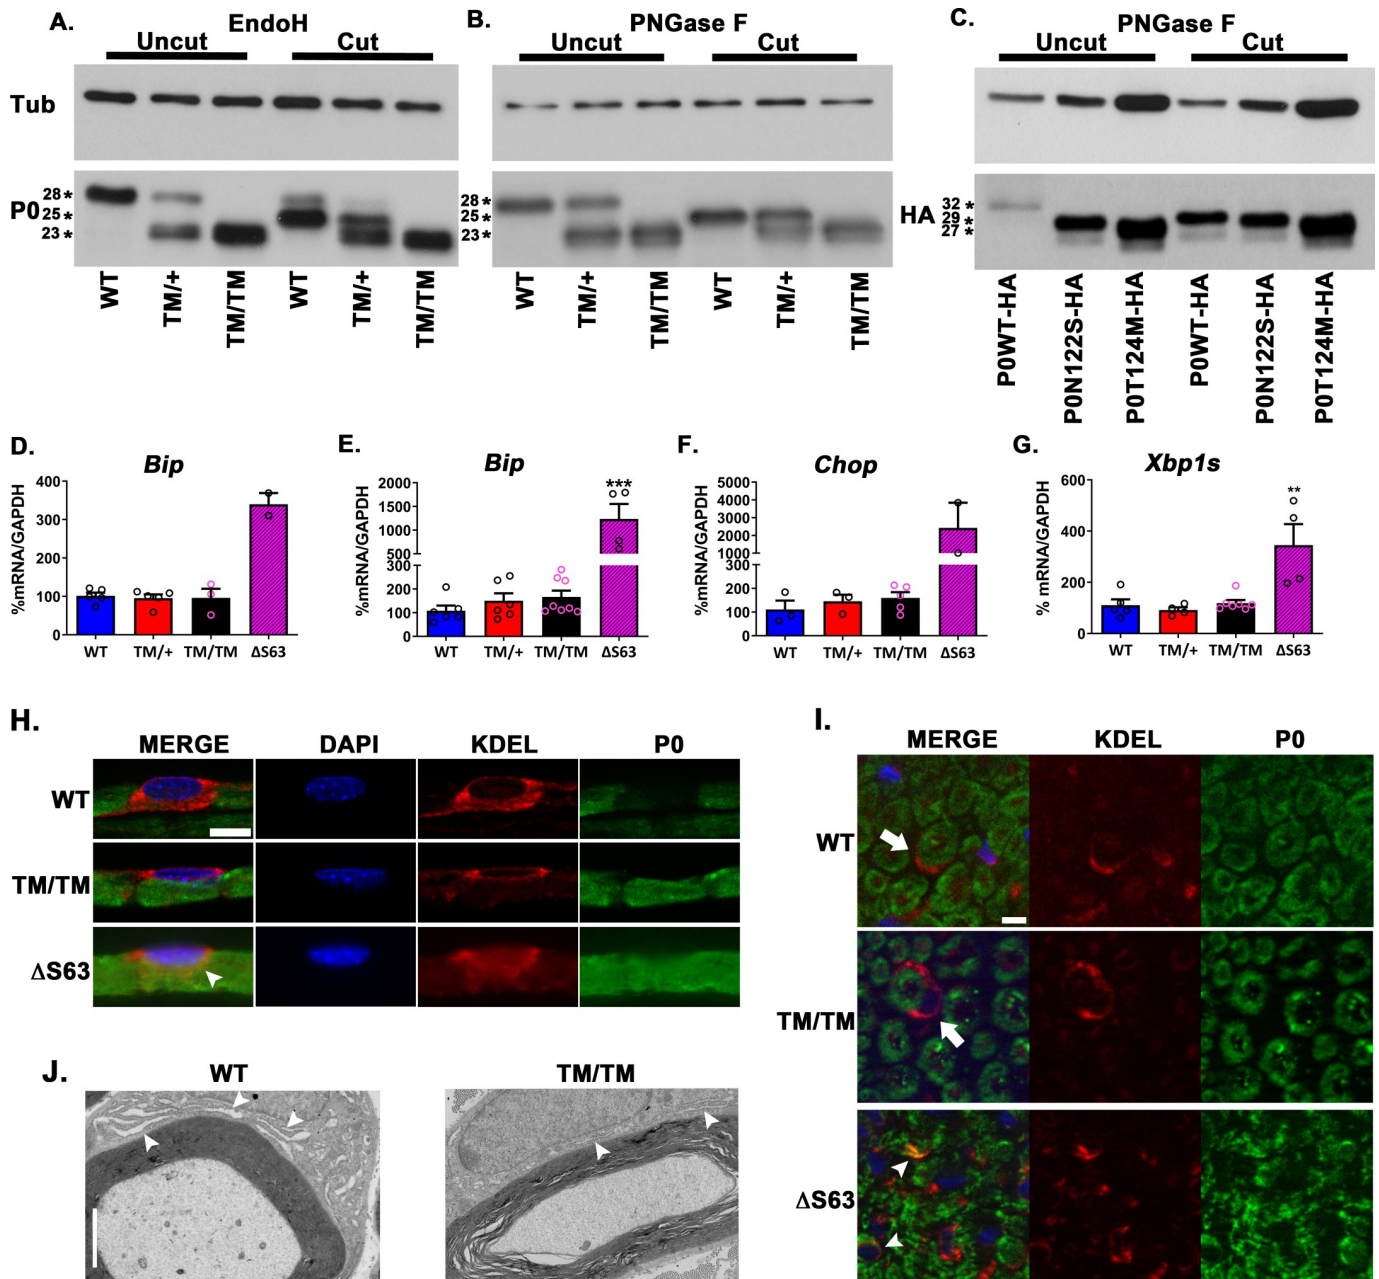 A.
EndoH
Uncut
Cut
Tub
P0
28*
25*
23*
WT
TM/+
TM/TM
WT
TM/+
TM/TM
B.
PNGase F
Uncut
Cut
28*
25*
23*
WT
TM/+
TM/TM
WT
TM/+
TM/TM
C.
PNGase F
Uncut
Cut
HA
32*
29*
27*
P0WT-HA
P0N122S-HA
P0T124M-HA
P0WT-HA
P0N122S-HA
P0T124M-HA
D.
Bip
%mRNA/GAPDH
400
300
200
100
0
WT
TM/+
TM/TM
ΔS63
E.
Bip
%mRNA/GAPDH
2000
1500
1000
500
300
200
100
0
***
WT
TM/+
TM/TM
ΔS63
F.
Chop
%mRNA/GAPDH
5000
4000
3000
2000
1000
200
100
0
WT
TM/+
TM/TM
ΔS63
G.
Xbp1s
% mRNA/GAPDH
600
400
200
0
**
WT
TM/+
TM/TM
ΔS63
H.
MERGE
DAPI
KDEL
P0
WT
TM/TM
ΔS63
I.
MERGE
KDEL
P0
WT
TM/TM
ΔS63
J.
WT
TM/TM